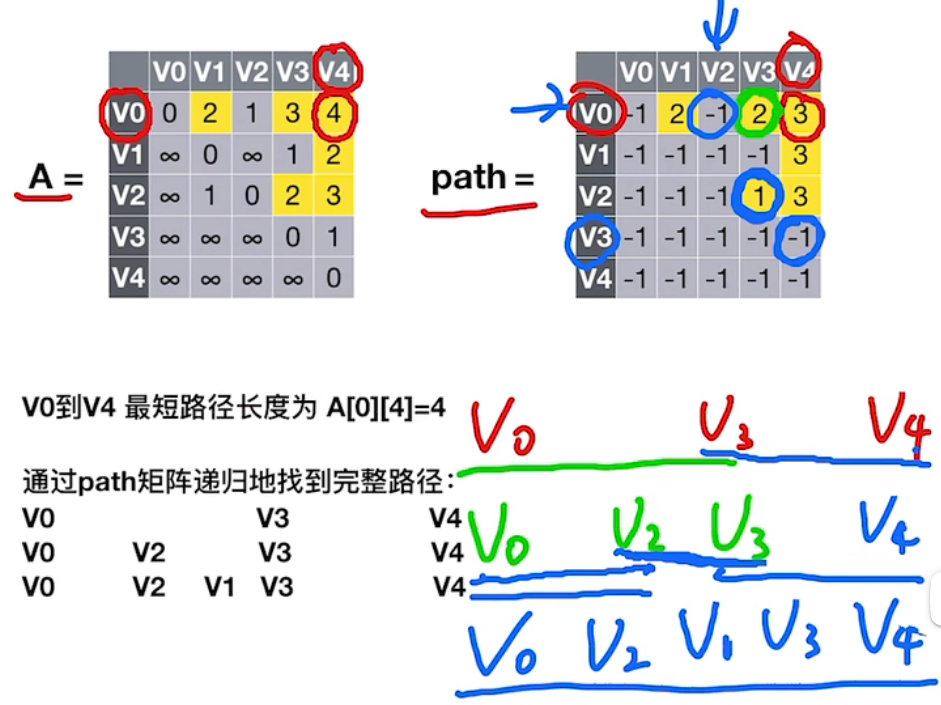 V0 V1 V2 V3 V4
V0 0 2 1 3 4
V1 ∞ 0 ∞ 1 2
V2 ∞ 1 0 2 3
V3 ∞ ∞ ∞ 0 1
V4 ∞ ∞ ∞ ∞ 0
A =
V0 V1 V2 V3 V4
V0 -1 2 -1 2 3
V1 -1 -1 -1 -1 3
V2 -1 -1 -1 1 3
V3 -1 -1 -1 -1 -1
V4 -1 -1 -1 -1 -1
path =
V0到V4 最短路径长度为 A[0][4]=4
通过path矩阵递归地找到完整路径：
V0 V3 V4
V0 V2 V3 V4
V0 V2 V1 V3 V4
V0 V3 V4
V0 V2 V3 V4
V0 V2 V1 V3 V4